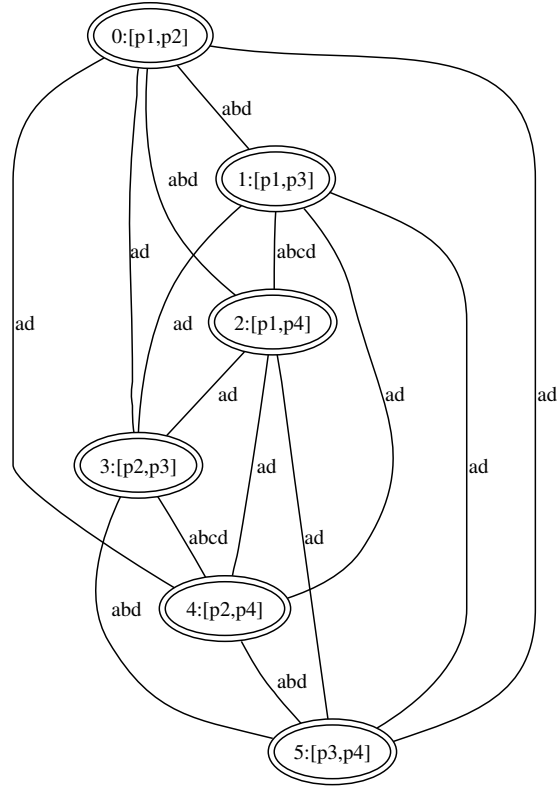 0:[p1,p2]
abd
1:[p1,p3]
abd
ad
abcd
ad
2:[p1,p4]
ad
ad
ad
ad
3:[p2,p3]
ad
ad
ad
abcd
4:[p2,p4]
abd
abd
5:[p3,p4]